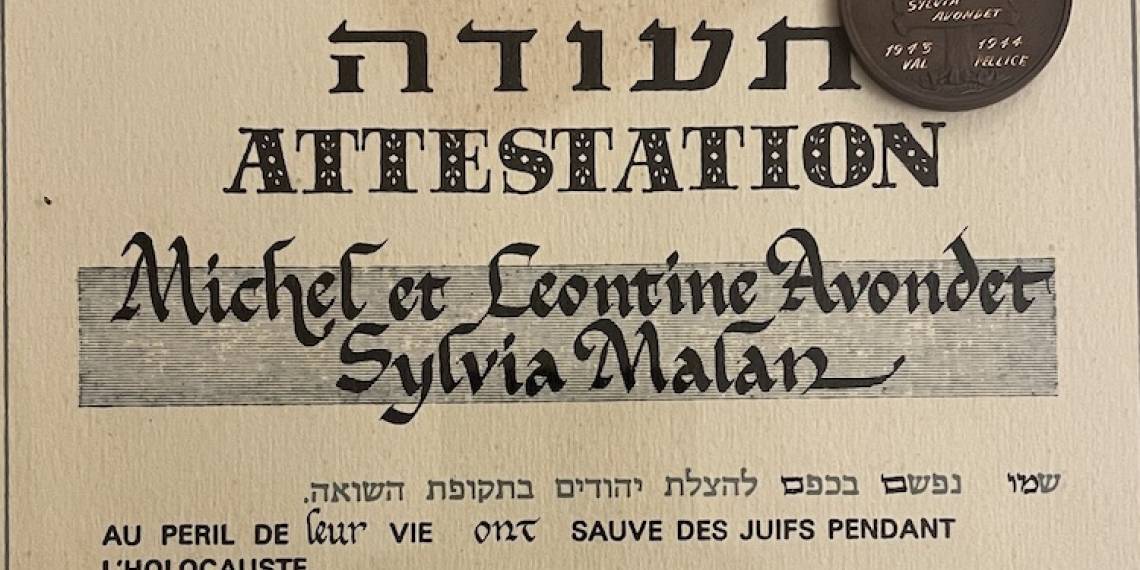 SYLVIA
AVONDET
1943 1944
VAL PELLICE
תעודה
ATTESTATION
Michel et Leontine Avondet
Sylvia Malan
שמו נפשם בכפם להצלת יהודים בתקופת השואה.
AU PERIL DE leur VIE ont SAUVE DES JUIFS PENDANT
L'HOLOCAUSTE